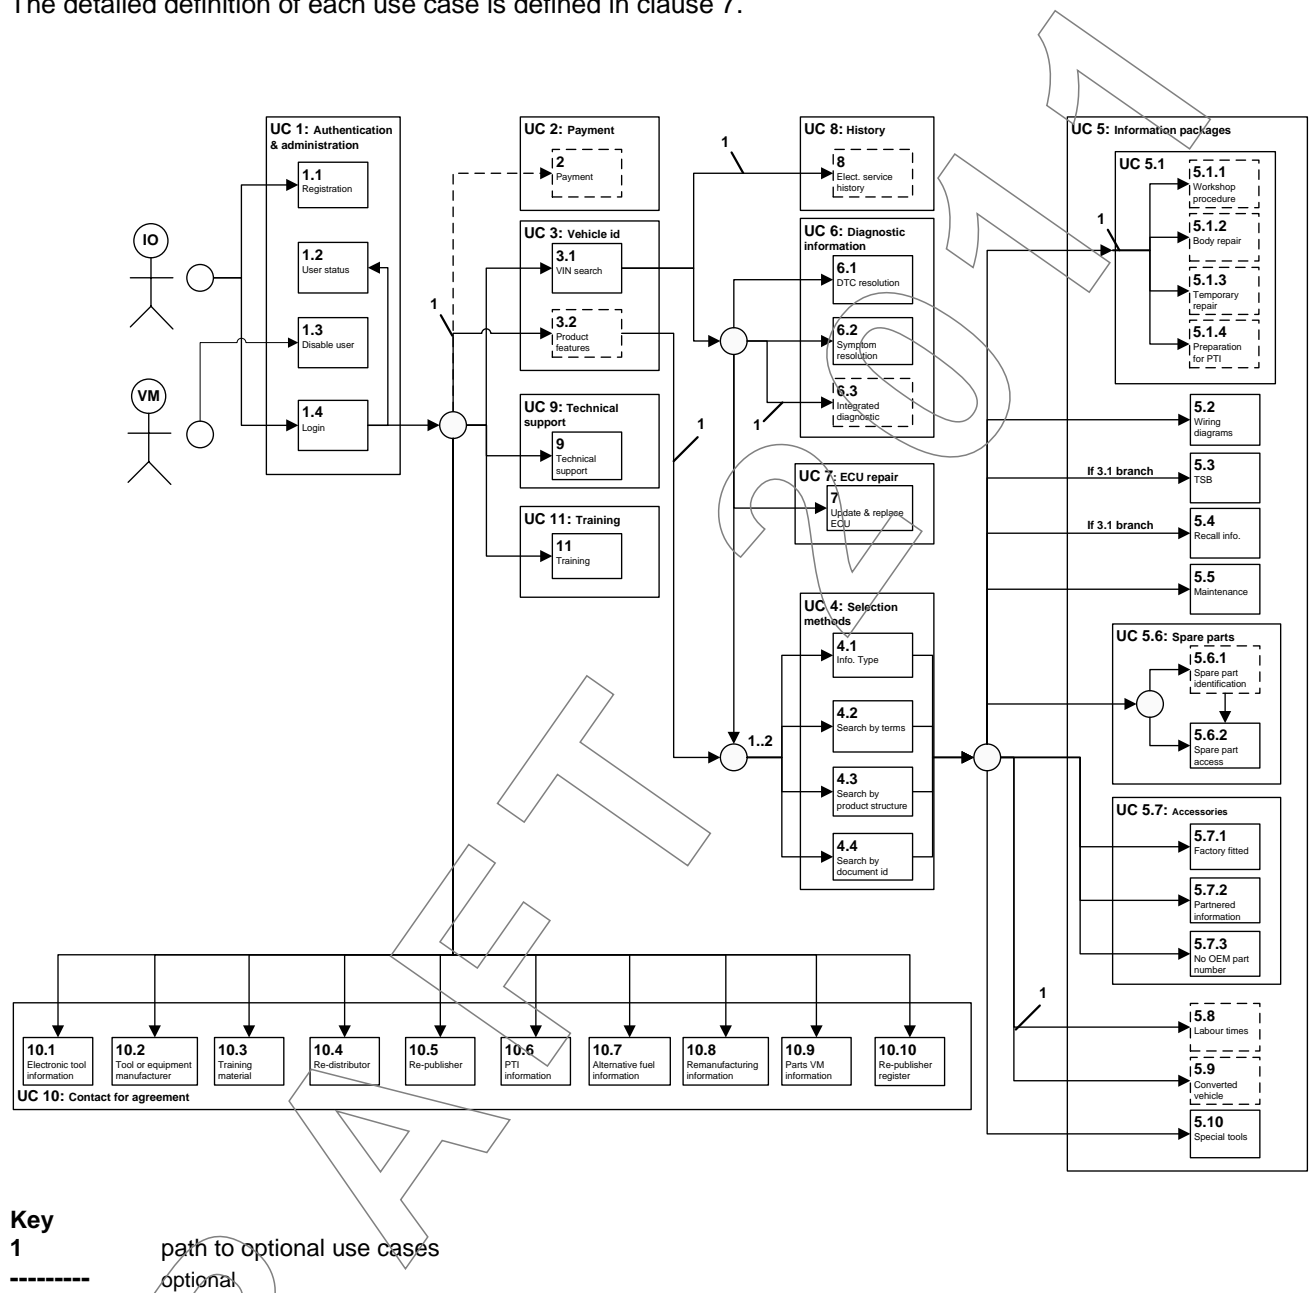 The detailed definition of each use case is defined in clause 7.
UC 1: Authentication
& administration
1.1
Registration
1.2
User status
1.3
Disable user
1.4
Login
IO
VM
UC 2: Payment
2
Payment
UC 3: Vehicle id
3.1
VIN search
3.2
Product
features
1
UC 9: Technical
support
9
Technical
support
UC 11: Training
11
Training
1
1
UC 8: History
8
Elect. service
history
UC 6: Diagnostic
information
6.1
DTC resolution
6.2
Symptom
resolution
6.3
Integrated
diagnostic
1
UC 7: ECU repair
7
Update & replace
ECU
UC 4: Selection
methods
4.1
Info. Type
4.2
Search by terms
4.3
Search by
product structure
4.4
Search by
document id
1..2
UC 5: Information packages
UC 5.1
1
5.1.1
Workshop
procedure
5.1.2
Body repair
5.1.3
Temporary
repair
5.1.4
Preparation
for PTI
5.2
Wiring
diagrams
If 3.1 branch
5.3
TSB
If 3.1 branch
5.4
Recall info.
5.5
Maintenance
UC 5.6: Spare parts
5.6.1
Spare part
identification
5.6.2
Spare part
access
UC 5.7: Accessories
5.7.1
Factory fitted
5.7.2
Partnered
information
5.7.3
No OEM part
number
1
5.8
Labour times
5.9
Converted
vehicle
5.10
Special tools
10.1
Electronic tool
information
10.2
Tool or equipment
manufacturer
10.3
Training
material
10.4
Re-distributor
10.5
Re-publisher
10.6
PTI
information
10.7
Alternative fuel
information
10.8
Remanufacturing
information
10.9
Parts VM
information
10.10
Re-publisher
register
UC 10: Contact for agreement
Key
1 path to optional use cases
--------- optional